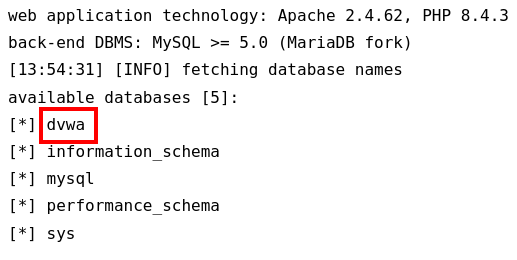 web application technology: Apache 2.4.62, PHP 8.4.3
back-end DBMS: MySQL >= 5.0 (MariaDB fork)
[13:54:31] [INFO] fetching database names
available databases [5]:
[*] dvwa
[*] information_schema
[*] mysql
[*] performance_schema
[*] sys